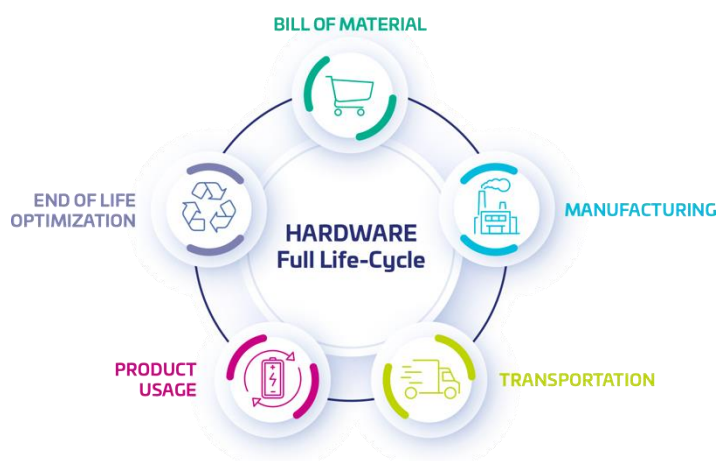 BILL OF MATERIAL
MANUFACTURING
TRANSPORTATION
PRODUCT
USAGE
END OF LIFE
OPTIMIZATION
HARDWARE
Full Life-Cycle